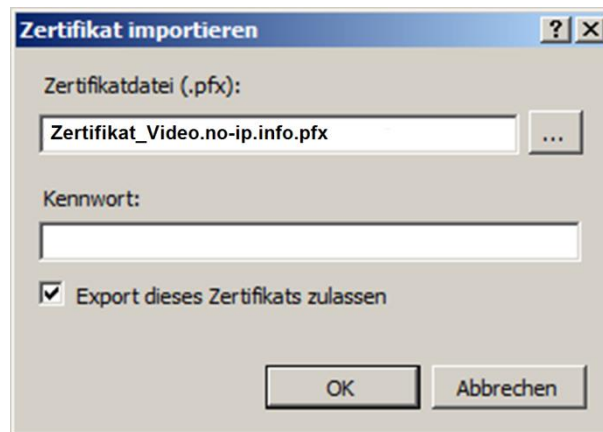 Zertifikat importieren
Zertifikatdatei (.pfx):
Zertifikat_Video.no-ip.info.pfx
...
Kennwort:
Export dieses Zertifikats zulassen
OK
Abbrechen